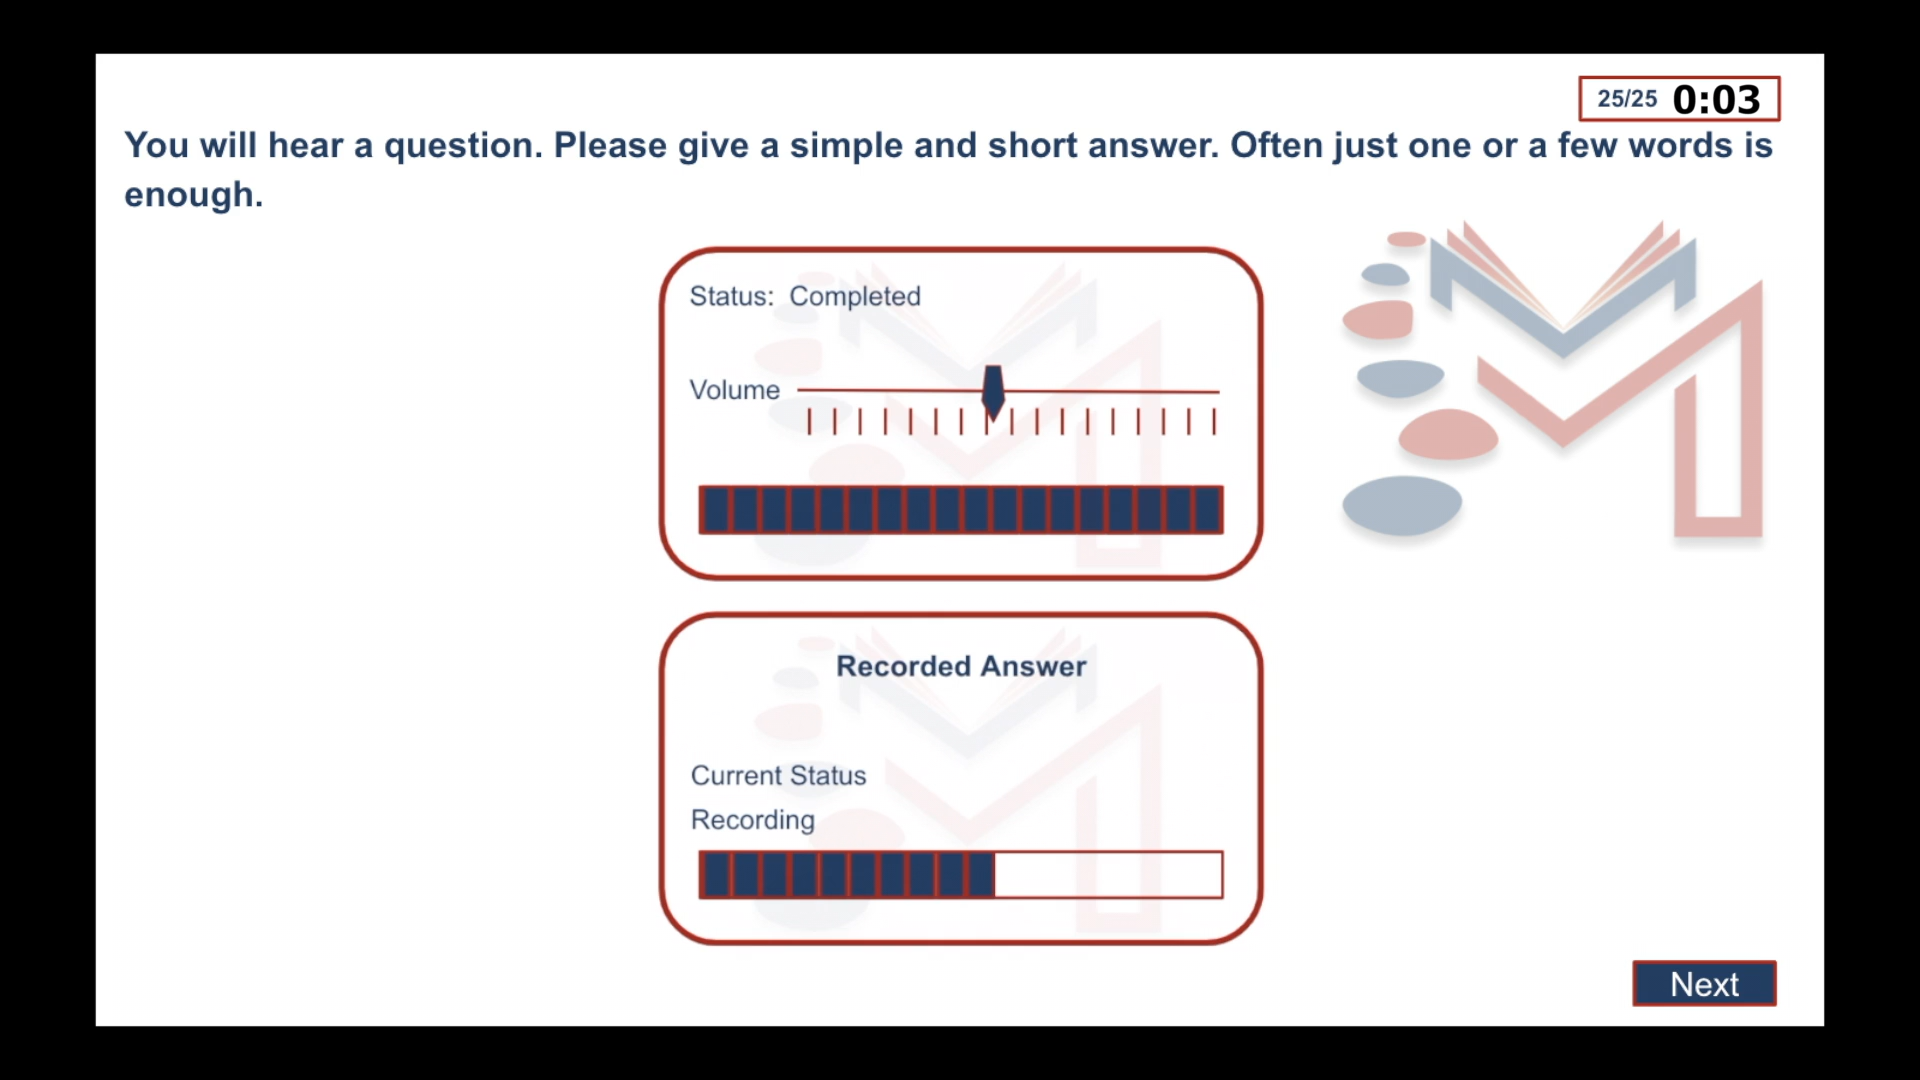 25/25 0:03
You will hear a question. Please give a simple and short answer. Often just one or a few words is
enough.
Status: Completed
Volume
Recorded Answer
Current Status
Recording
Next